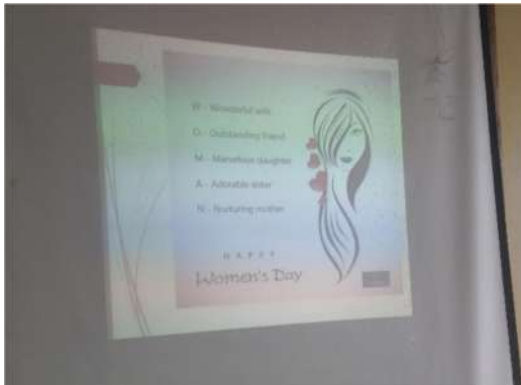 W - Wonderful wife
O - Outstanding friend
M - Marvelous daughter
A - Adorable sister
N - Nurturing mother
HAPPY
Women's Day